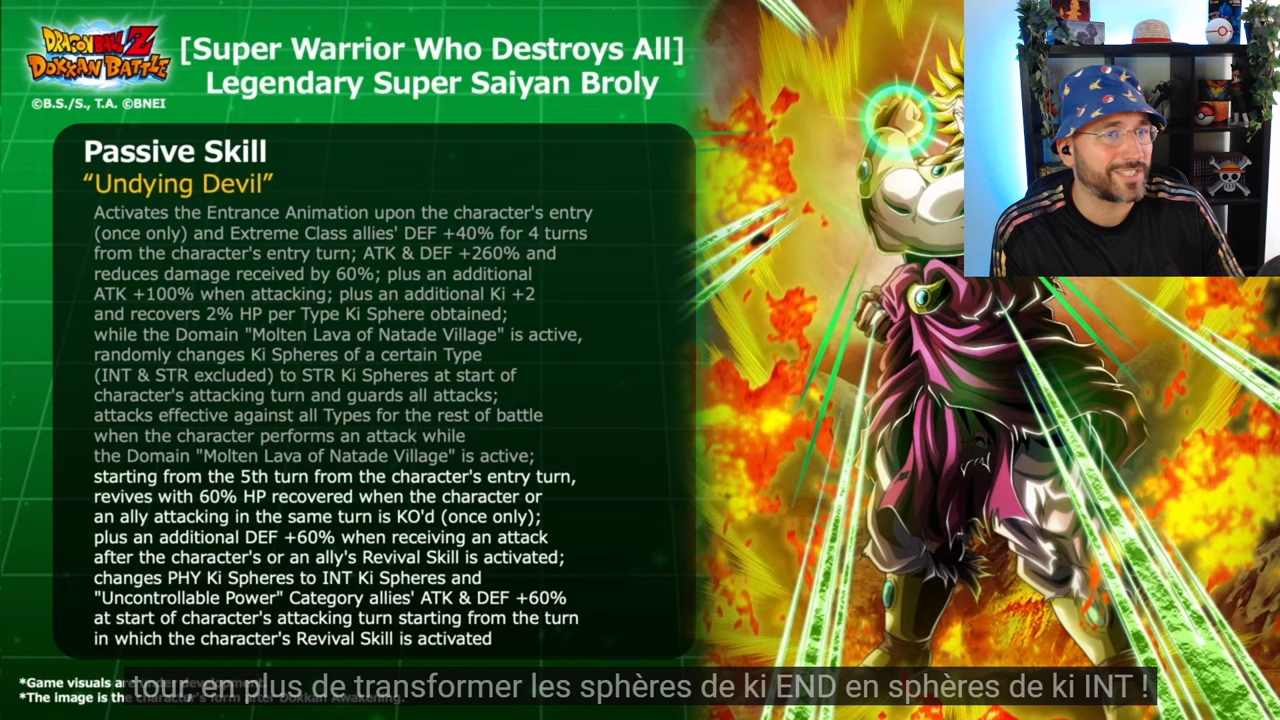 DRAGON BALL Z
DOKKAN BATTLE
©B.S./S., T.A. ©BNEI
[Super Warrior Who Destroys All]
Legendary Super Saiyan Broly
Passive Skill
“Undying Devil”
Activates the Entrance Animation upon the character's entry
(once only) and Extreme Class allies' DEF +40% for 4 turns
from the character's entry turn; ATK & DEF +260% and
reduces damage received by 60%; plus an additional
ATK +100% when attacking; plus an additional Ki +2
and recovers 2% HP per Type Ki Sphere obtained;
while the Domain "Molten Lava of Natade Village" is active,
randomly changes Ki Spheres of a certain Type
(INT & STR excluded) to STR Ki Spheres at start of
character's attacking turn and guards all attacks;
attacks effective against all Types for the rest of battle
when the character performs an attack while
the Domain "Molten Lava of Natade Village" is active;
starting from the 5th turn from the character's entry turn,
revives with 60% HP recovered when the character or
an ally attacking in the same turn is KO'd (once only);
plus an additional DEF +60% when receiving an attack
after the character's or an ally's Revival Skill is activated;
changes PHY Ki Spheres to INT Ki Spheres and
"Uncontrollable Power" Category allies' ATK & DEF +60%
at start of character's attacking turn starting from the turn
in which the character's Revival Skill is activated
*Game visuals
*The image is the character's form after Dokkan Awakening.
tour, en plus de transformer les sphères de ki END en sphères de ki INT !